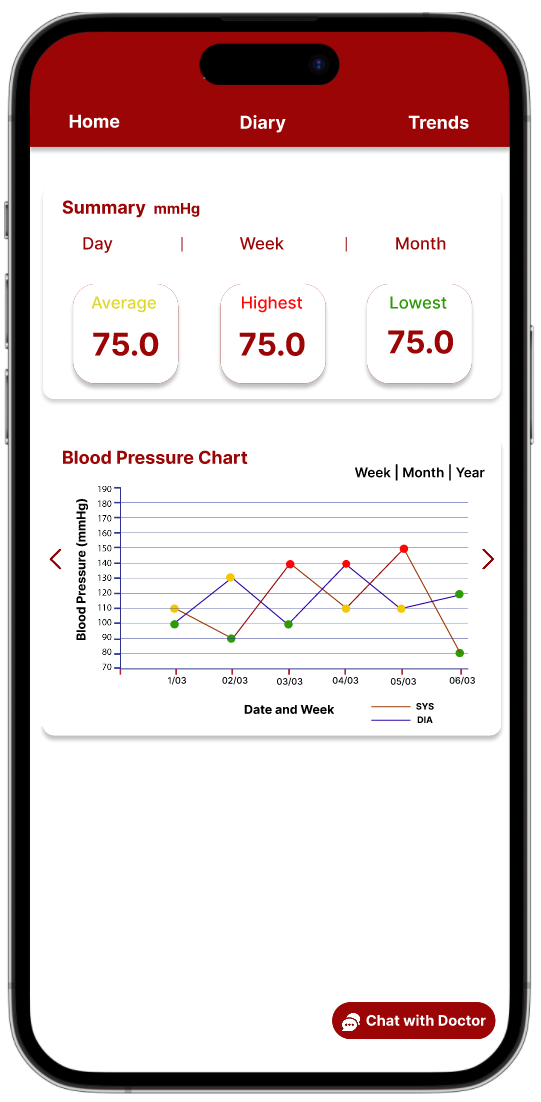 Home Diary Trends
Summary mmHg
Day | Week | Month
Average Highest Lowest
75.0 75.0 75.0
Blood Pressure Chart
Week | Month | Year
Blood Pressure (mmHg)
190
180
170
160
150
140
130
120
110
100
90
80
70
1/03 02/03 03/03 04/03 05/03 06/03
Date and Week
SYS
DIA
Chat with Doctor